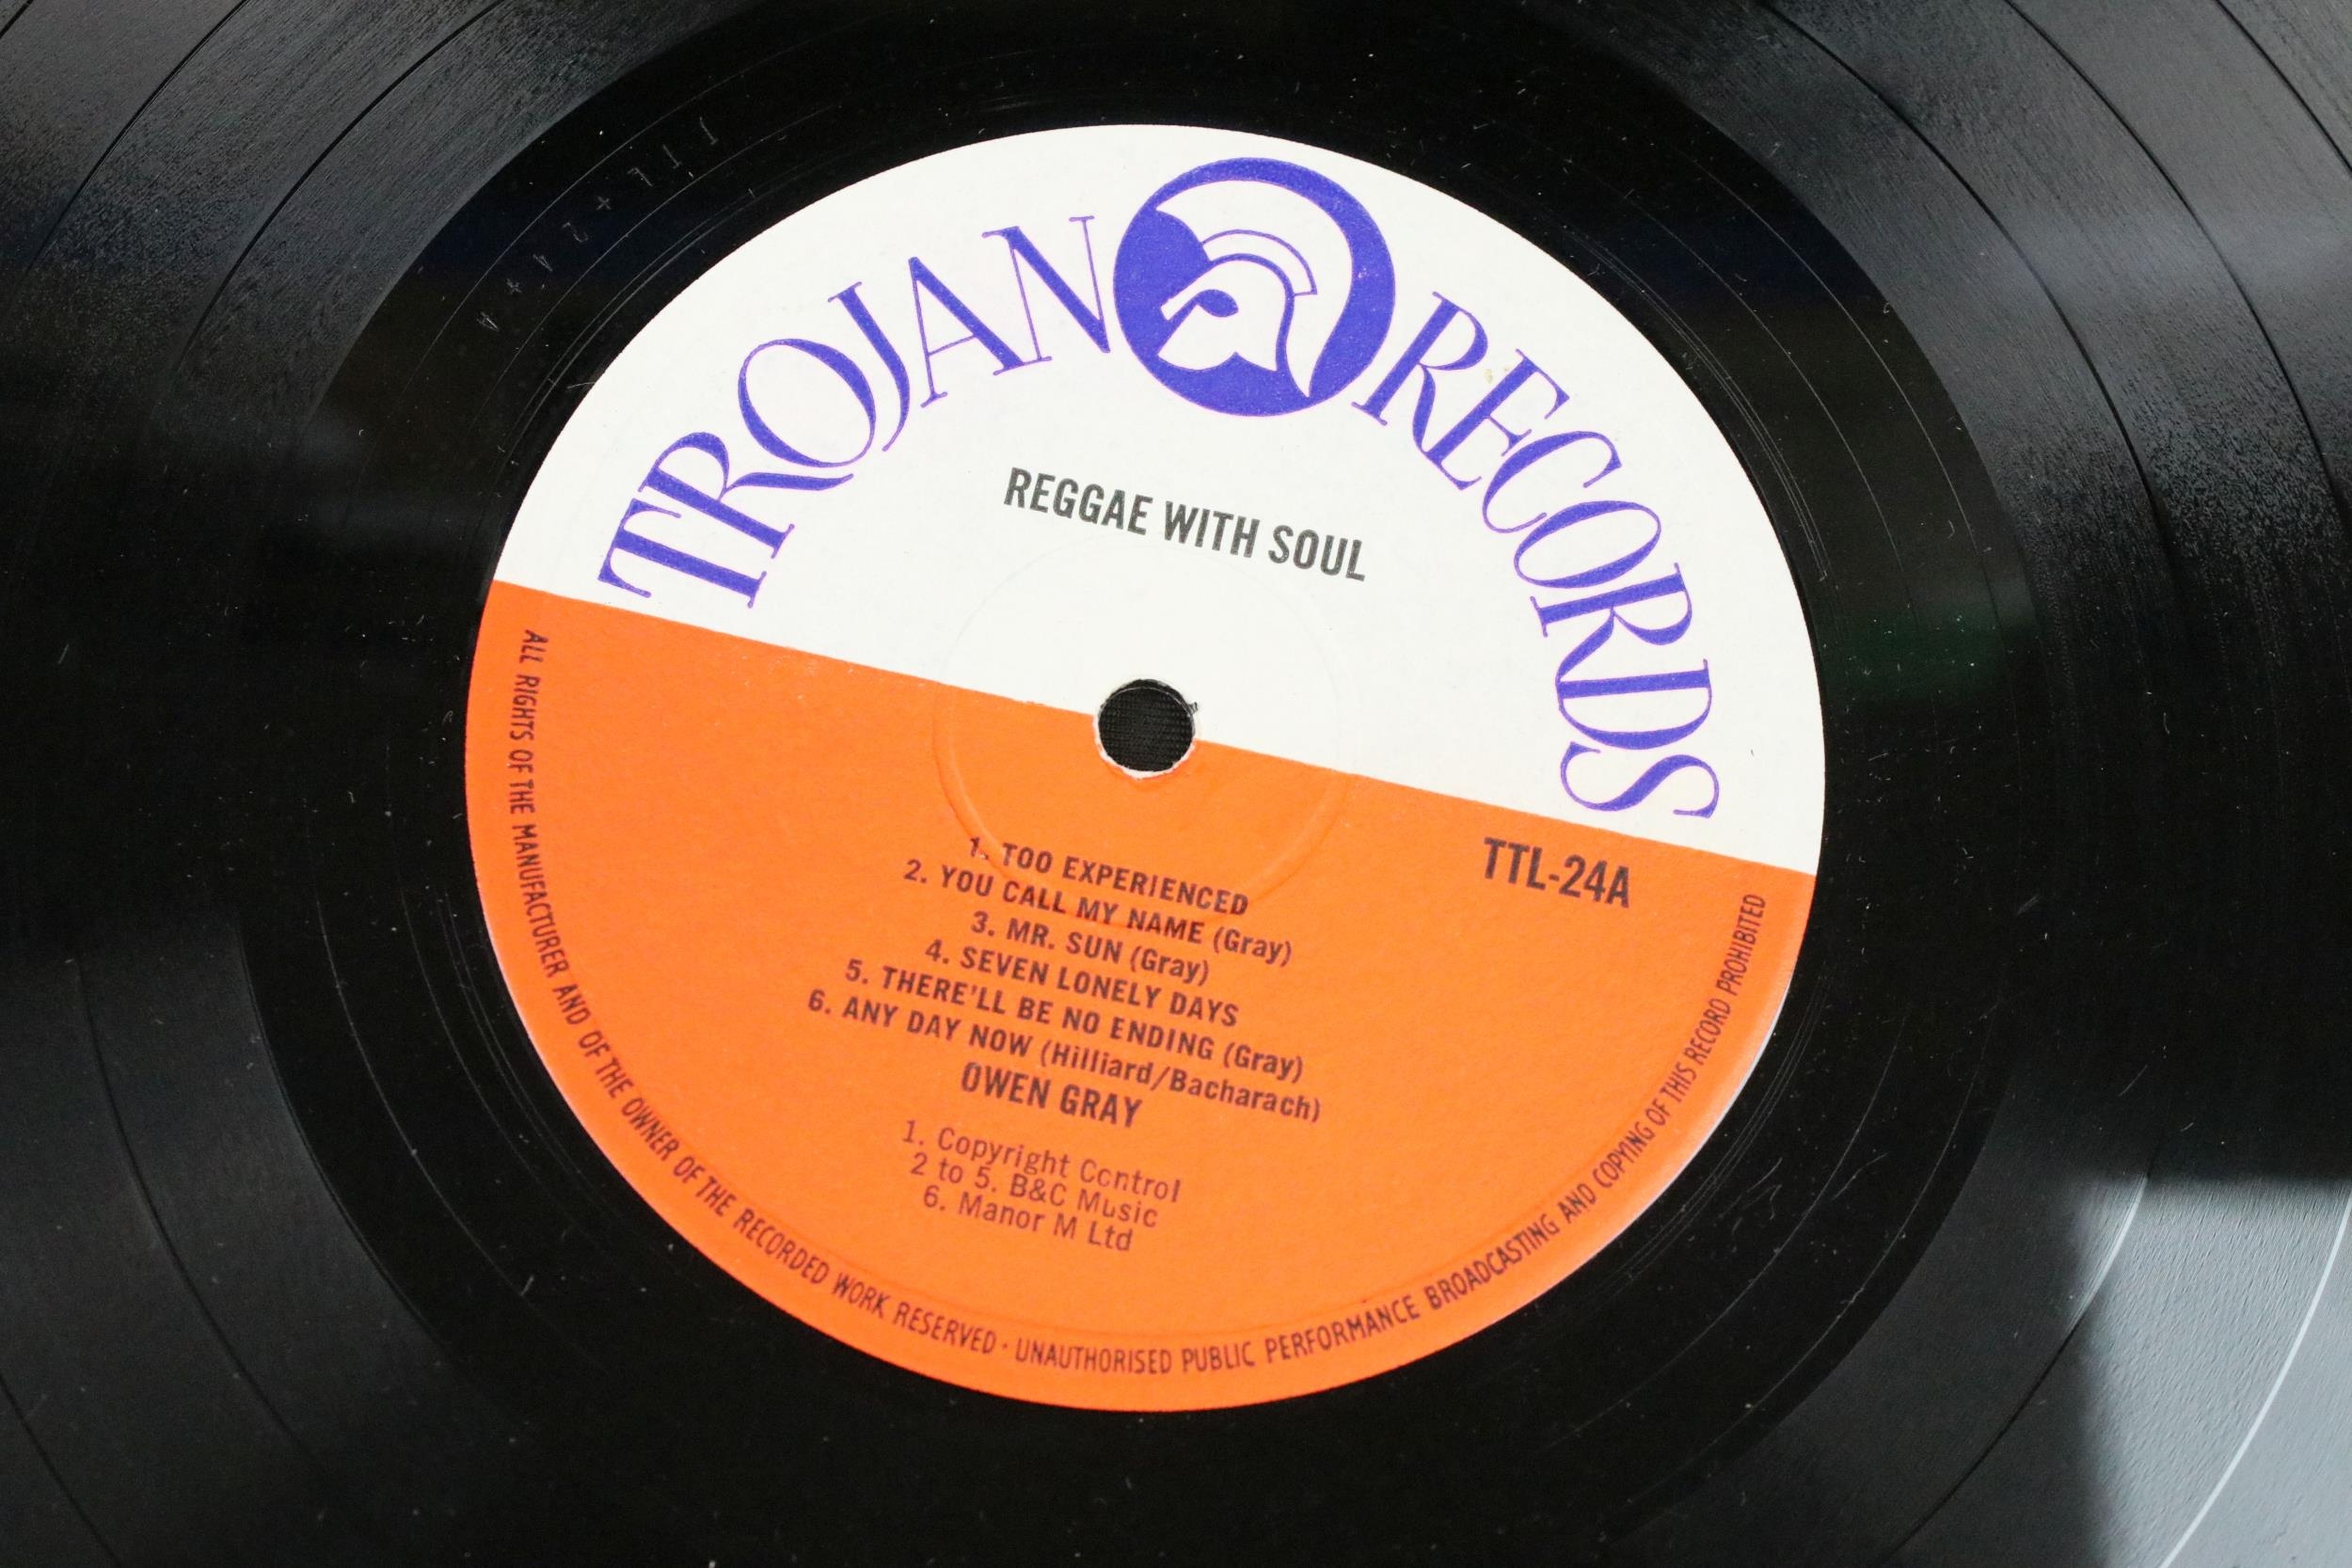 TROJAN RECORDS
REGGAE WITH SOUL
TTL-24A
1. TOO EXPERIENCED
2. YOU CALL MY NAME (Gray)
3. MR. SUN (Gray)
4. SEVEN LONELY DAYS
5. THERE'LL BE NO ENDING (Gray)
6. ANY DAY NOW (Hilliard/Bacharach)
OWEN GRAY
1. Copyright Control
2 to 5. B&C Music
6. Manor M Ltd
ALL RIGHTS OF THE MANUFACTURER AND OF THE OWNER OF THE RECORDED WORK RESERVED · UNAUTHORISED PUBLIC PERFORMANCE BROADCASTING AND COPYING OF THIS RECORD PROHIBITED